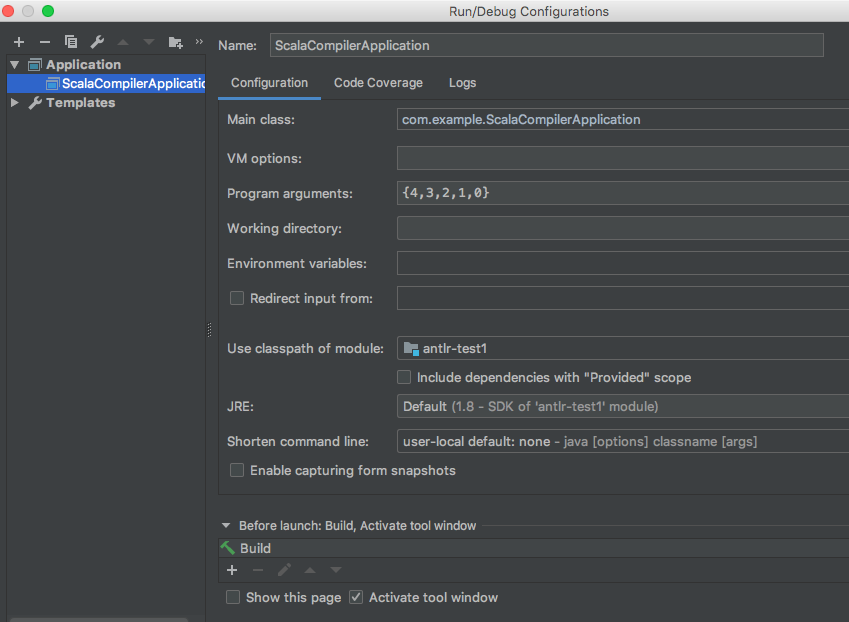 Run/Debug Configurations
Name: ScalaCompilerApplication
Application
ScalaCompilerApplicatio
Templates
Configuration Code Coverage Logs
Main class: com.example.ScalaCompilerApplication
VM options:
Program arguments: {4,3,2,1,0}
Working directory:
Environment variables:
Redirect input from:
Use classpath of module: antlr-test1
Include dependencies with "Provided" scope
JRE: Default (1.8 - SDK of 'antlr-test1' module)
Shorten command line: user-local default: none - java [options] classname [args]
Enable capturing form snapshots
Before launch: Build, Activate tool window
Build
Show this page Activate tool window